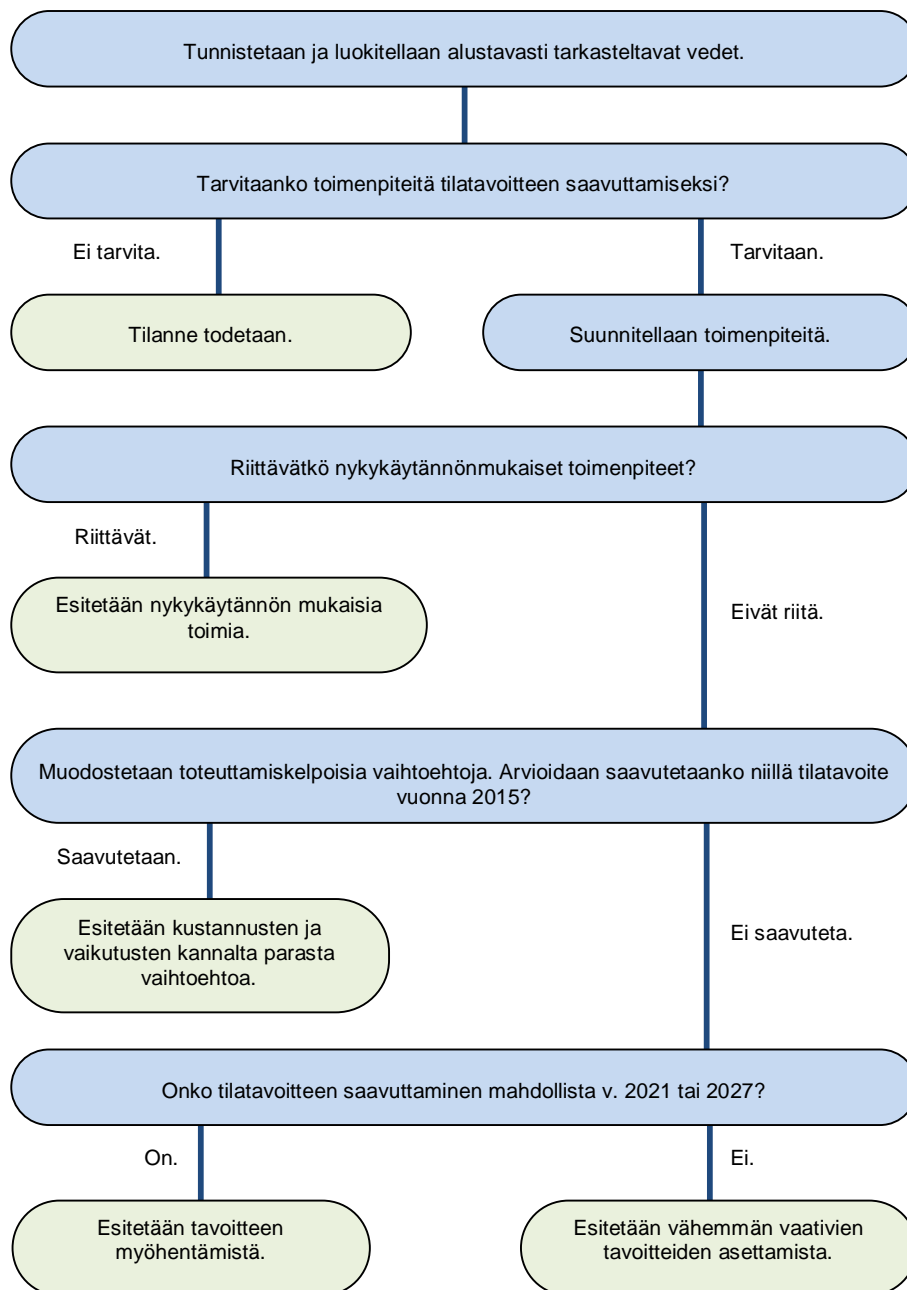 Tunnistetaan ja luokitellaan alustavasti tarkasteltavat vedet.
Tarvitaanko toimenpiteitä tilatavoitteen saavuttamiseksi?
Ei tarvita.
Tarvitaan.
Tilanne todetaan.
Suunnitellaan toimenpiteitä.
Riittävätkö nykykäytännönmukaiset toimenpiteet?
Riittävät.
Esitetään nykykäytännön mukaisia
toimia.
Eivät riitä.
Muodostetaan toteuttamiskelpoisia vaihtoehtoja. Arvioidaan saavutetaanko niillä tilatavoite
vuonna 2015?
Saavutetaan.
Esitetään kustannusten ja
vaikutusten kannalta parasta
vaihtoehtoa.
Ei saavuteta.
Onko tilatavoitteen saavuttaminen mahdollista v. 2021 tai 2027?
On.
Ei.
Esitetään tavoitteen
myöhentämistä.
Esitetään vähemmän vaativien
tavoitteiden asettamista.